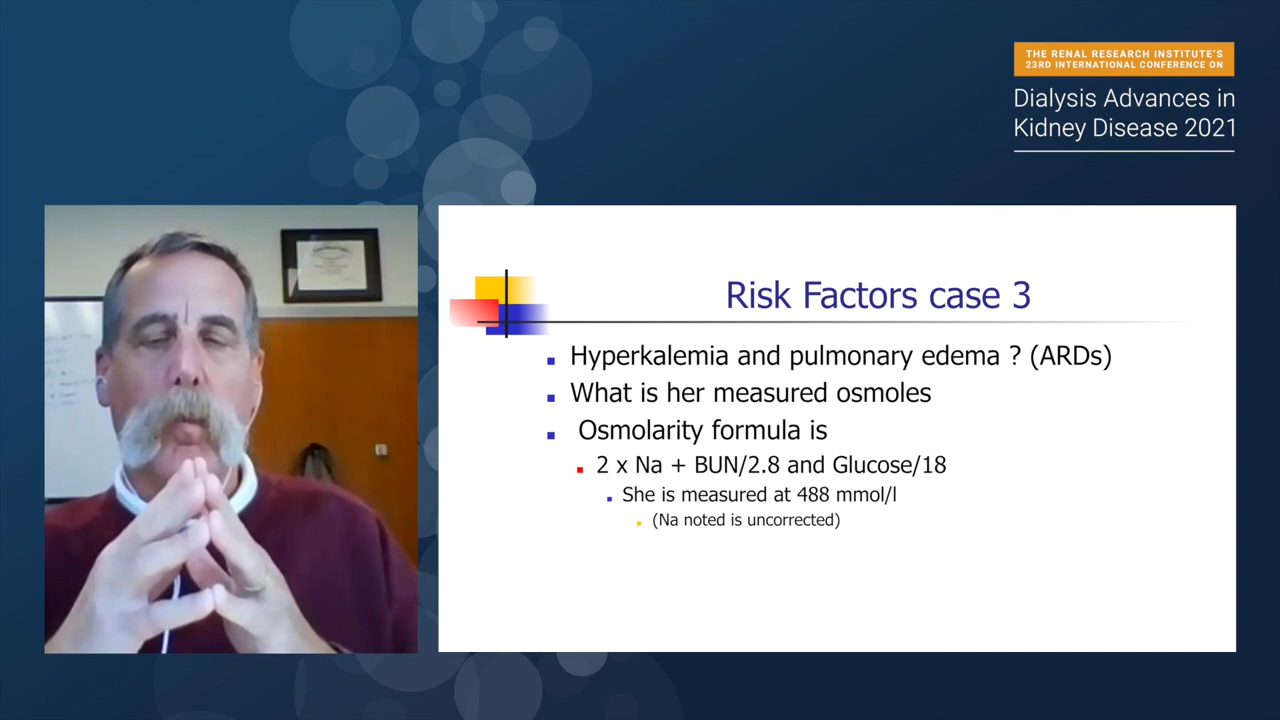 THE RENAL RESEARCH INSTITUTE'S
23RD INTERNATIONAL CONFERENCE ON
Dialysis Advances in
Kidney Disease 2021
Risk Factors case 3
Hyperkalemia and pulmonary edema ? (ARDs)
What is her measured osmoles
Osmolarity formula is
2 x Na + BUN/2.8 and Glucose/18
She is measured at 488 mmol/l
(Na noted is uncorrected)